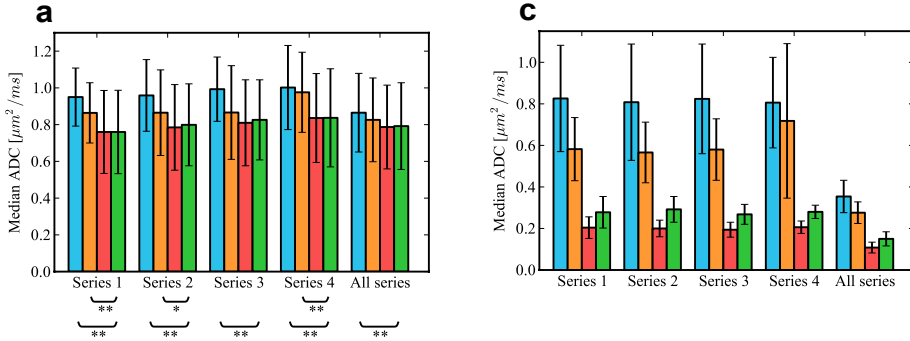 a
Median ADC [μm²/ms]
1.2
1.0
0.8
0.6
0.4
0.2
0.0
Series 1 Series 2 Series 3 Series 4 All series
** * **
** ** ** ** **
c
Median ADC [μm²/ms]
1.0
0.8
0.6
0.4
0.2
0.0
Series 1 Series 2 Series 3 Series 4 All series